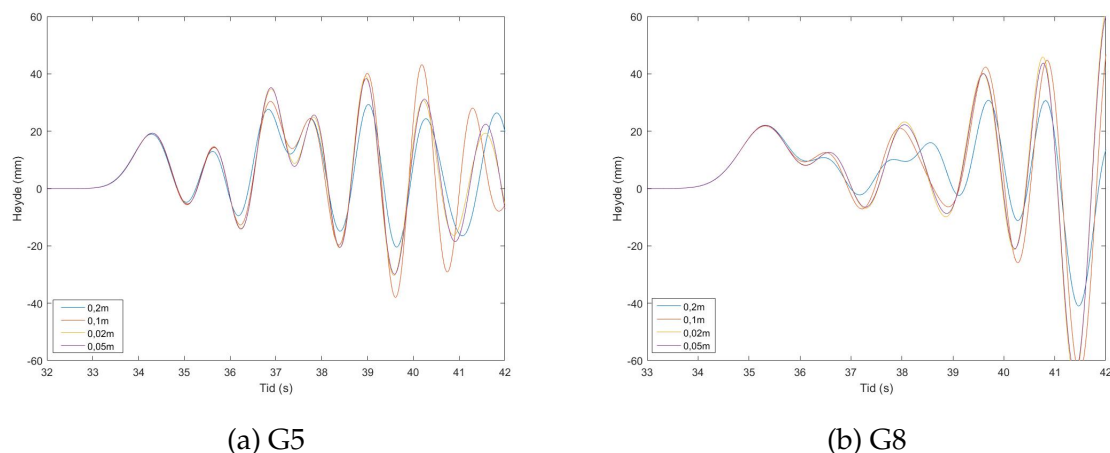 60
40
20
0
-20
-40
-60
Høyde (mm)
0,2m
0,1m
0,02m
0,05m
32 33 34 35 36 37 38 39 40 41 42
Tid (s)
(a) G5
60
40
20
0
-20
-40
-60
Høyde (mm)
0,2m
0,1m
0,02m
0,05m
33 34 35 36 37 38 39 40 41 42
Tid (s)
(b) G8